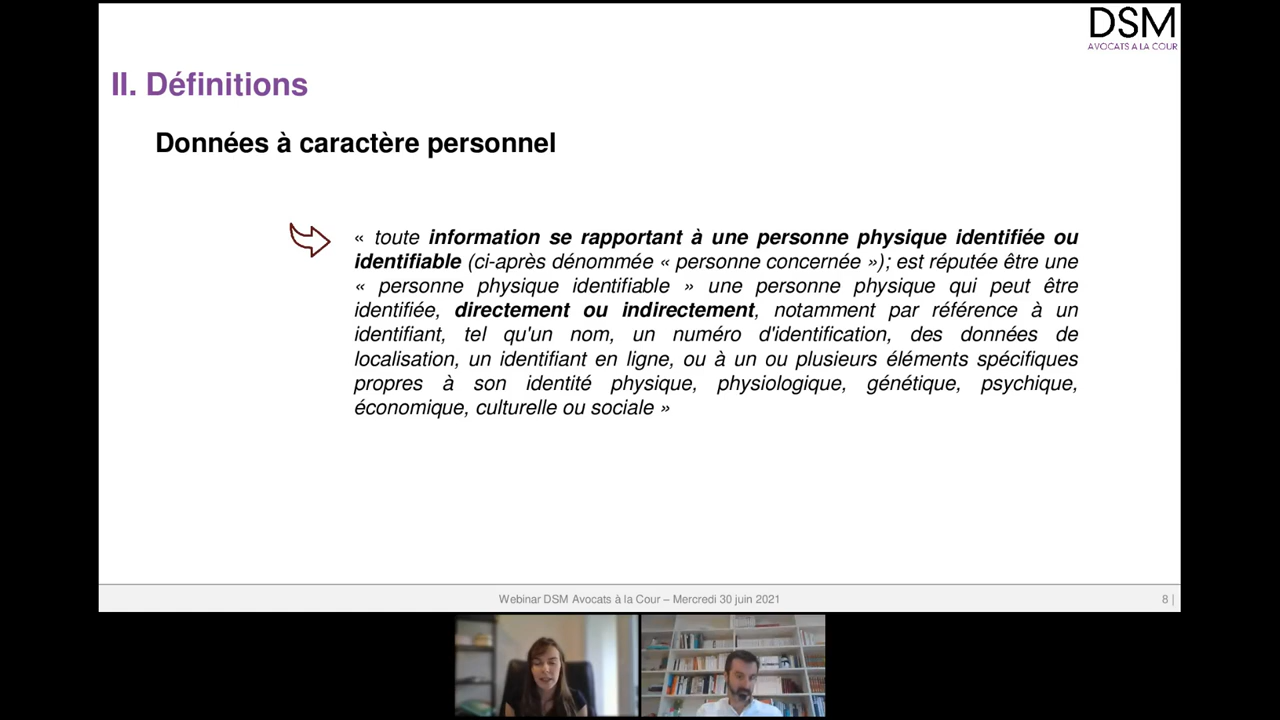 DSM
AVOCATS A LA COUR
II. Définitions
Données à caractère personnel
« toute information se rapportant à une personne physique identifiée ou
identifiable (ci-après dénommée « personne concernée »); est réputée être une
« personne physique identifiable » une personne physique qui peut être
identifiée, directement ou indirectement, notamment par référence à un
identifiant, tel qu'un nom, un numéro d'identification, des données de
localisation, un identifiant en ligne, ou à un ou plusieurs éléments spécifiques
propres à son identité physique, physiologique, génétique, psychique,
économique, culturelle ou sociale »
Webinar DSM Avocats à la Cour – Mercredi 30 juin 2021
8 |